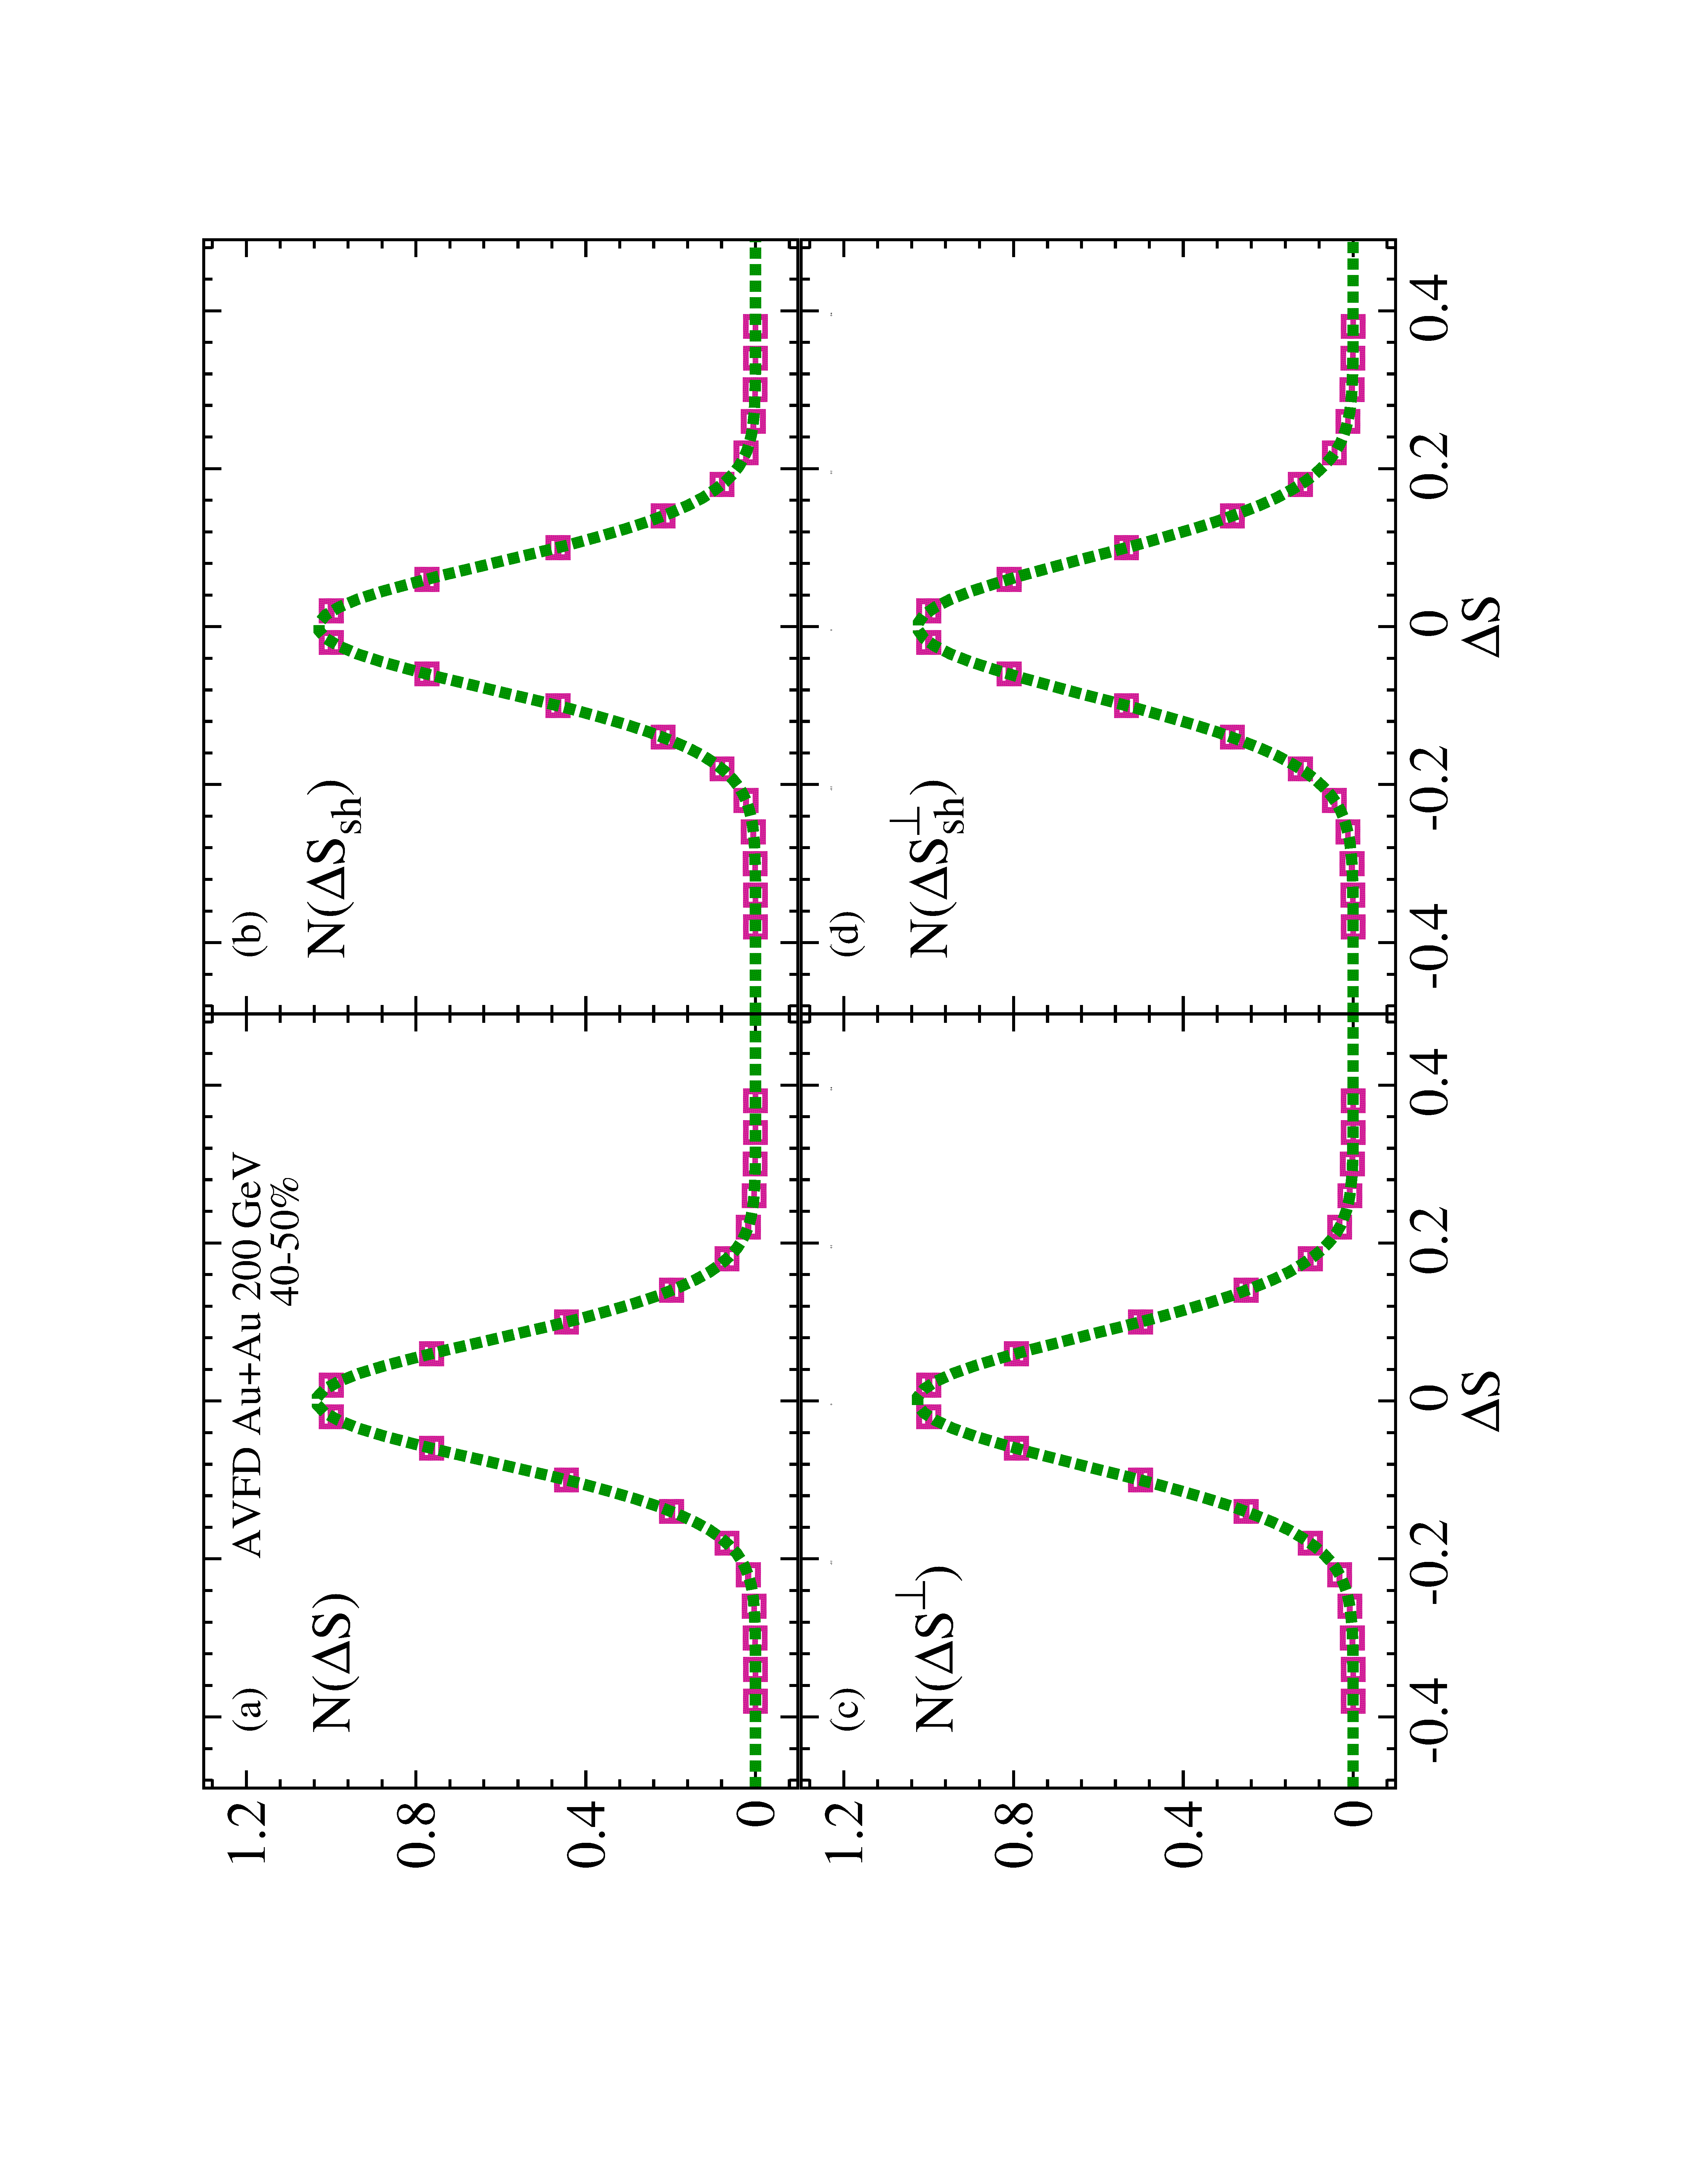 AVFD Au+Au 200 GeV
40-50%
(a)
N(ΔS)
(b)
N(ΔS_sh)
1.2
0.8
0.4
0
(c)
N(ΔS^⊥)
(d)
N(ΔS^⊥_sh)
1.2
0.8
0.4
0
-0.4 -0.2 0 0.2 0.4
-0.4 -0.2 0 0.2 0.4
ΔS
ΔS